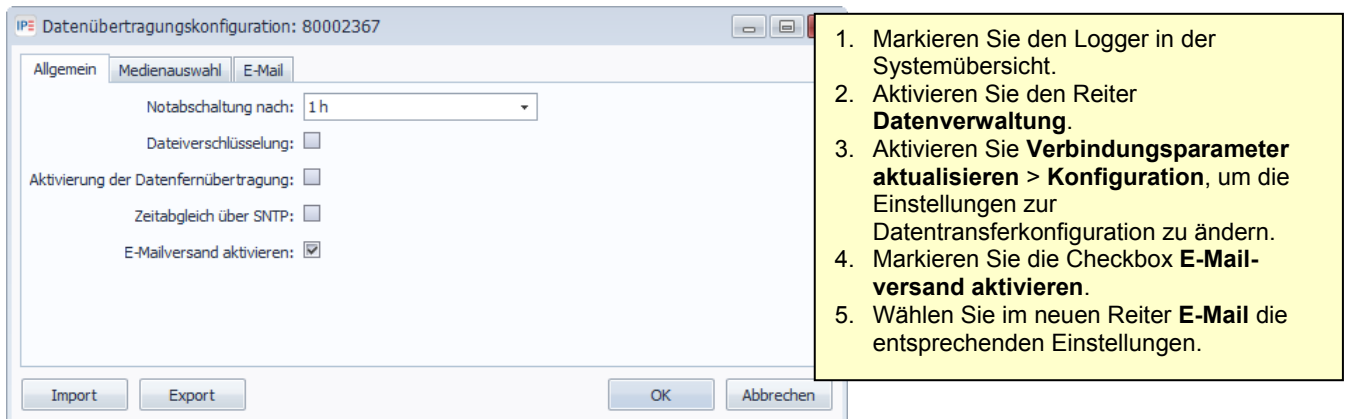 IPE Datenübertragungskonfiguration: 80002367
Allgemein Medienauswahl E-Mail
Notabschaltung nach: 1 h
Dateiverschlüsselung:
Aktivierung der Datenfernübertragung:
Zeitabgleich über SNTP:
E-Mailversand aktivieren:
Import Export OK Abbrechen
1. Markieren Sie den Logger in der
Systemübersicht.
2. Aktivieren Sie den Reiter
Datenverwaltung.
3. Aktivieren Sie Verbindungsparameter
aktualisieren > Konfiguration, um die
Einstellungen zur
Datentransferkonfiguration zu ändern.
4. Markieren Sie die Checkbox E-Mail-
versand aktivieren.
5. Wählen Sie im neuen Reiter E-Mail die
entsprechenden Einstellungen.